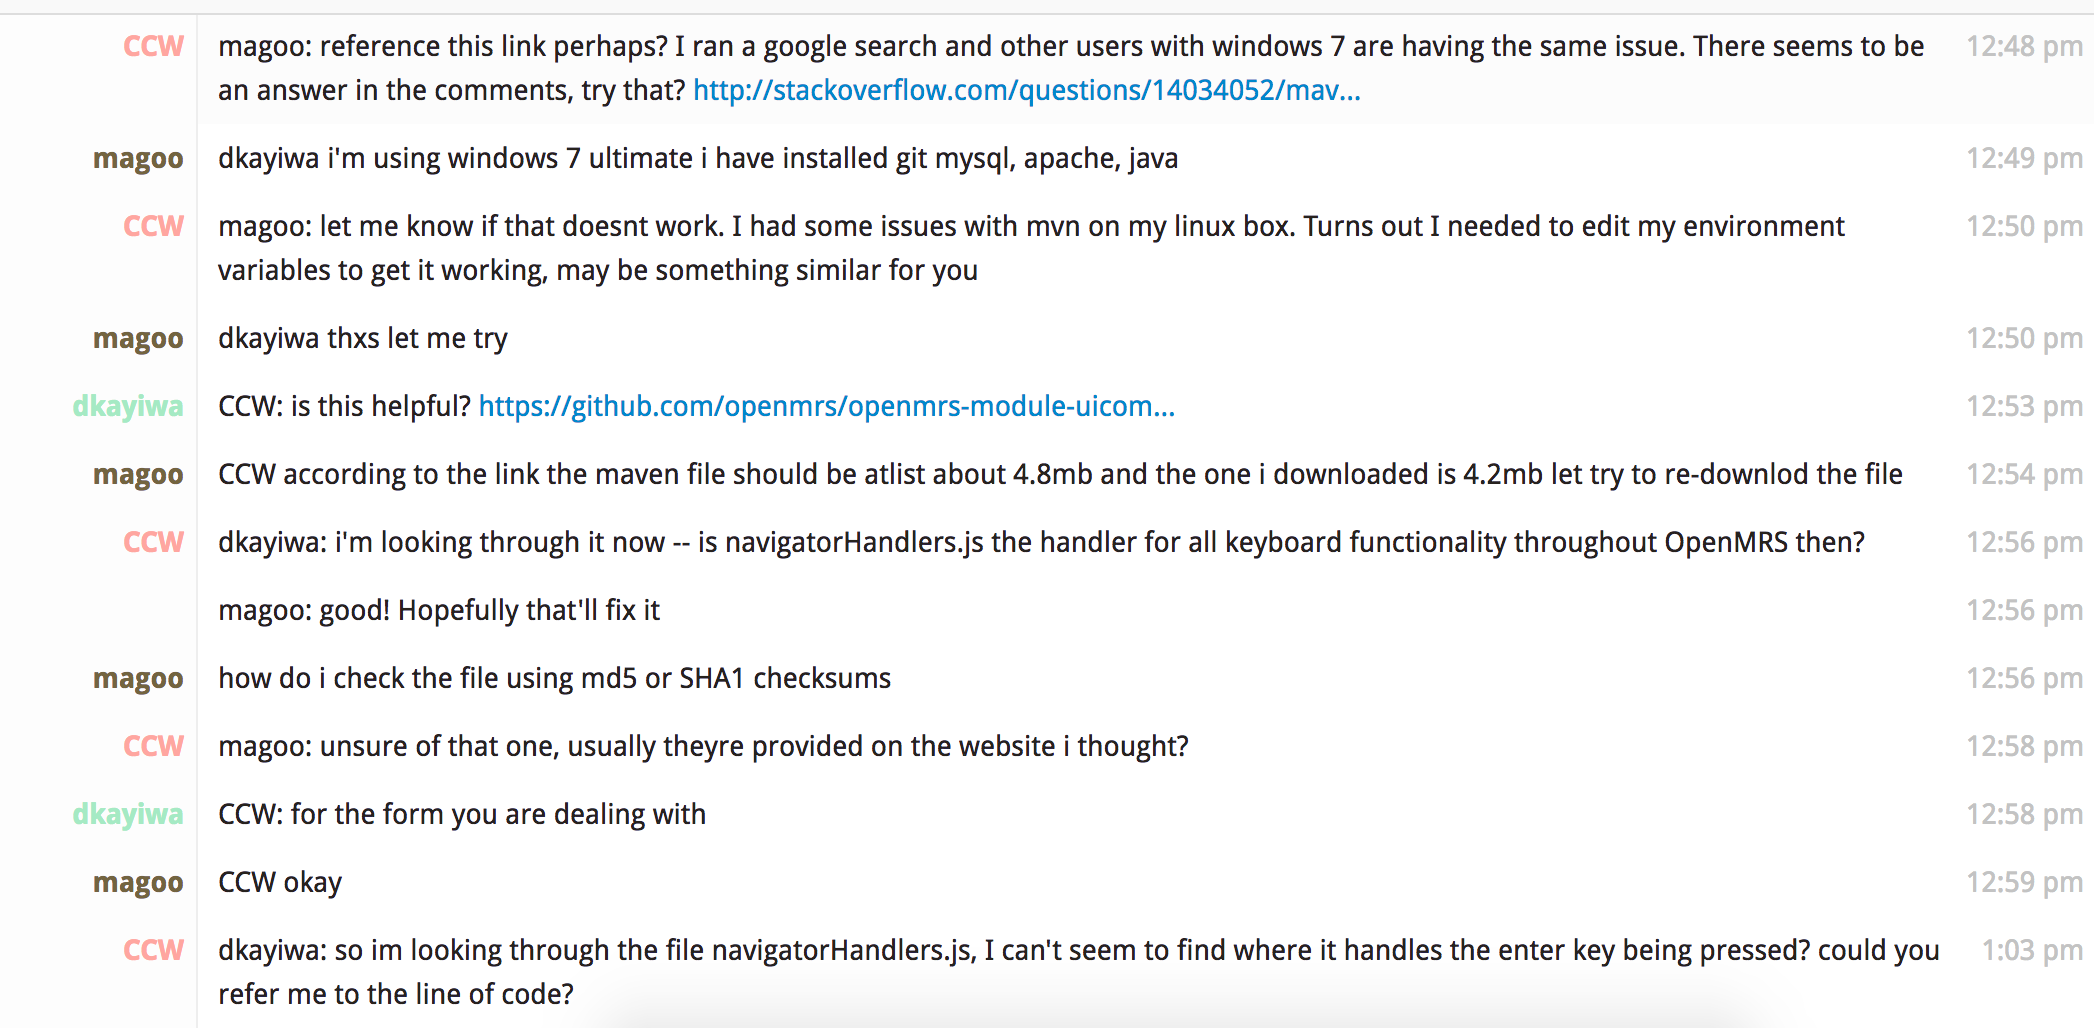 CCW magoo: reference this link perhaps? I ran a google search and other users with windows 7 are having the same issue. There seems to be 12:48 pm
an answer in the comments, try that? http://stackoverflow.com/questions/14034052/mav...
magoo dkayiwa i'm using windows 7 ultimate i have installed git mysql, apache, java 12:49 pm
CCW magoo: let me know if that doesnt work. I had some issues with mvn on my linux box. Turns out I needed to edit my environment 12:50 pm
variables to get it working, may be something similar for you
magoo dkayiwa thxs let me try 12:50 pm
dkayiwa CCW: is this helpful? https://github.com/openmrs/openmrs-module-uicom... 12:53 pm
magoo CCW according to the link the maven file should be atlist about 4.8mb and the one i downloaded is 4.2mb let try to re-downlod the file 12:54 pm
CCW dkayiwa: i'm looking through it now -- is navigatorHandlers.js the handler for all keyboard functionality throughout OpenMRS then? 12:56 pm
magoo: good! Hopefully that'll fix it 12:56 pm
magoo how do i check the file using md5 or SHA1 checksums 12:56 pm
CCW magoo: unsure of that one, usually theyre provided on the website i thought? 12:58 pm
dkayiwa CCW: for the form you are dealing with 12:58 pm
magoo CCW okay 12:59 pm
CCW dkayiwa: so im looking through the file navigatorHandlers.js, I can't seem to find where it handles the enter key being pressed? could you 1:03 pm
refer me to the line of code?